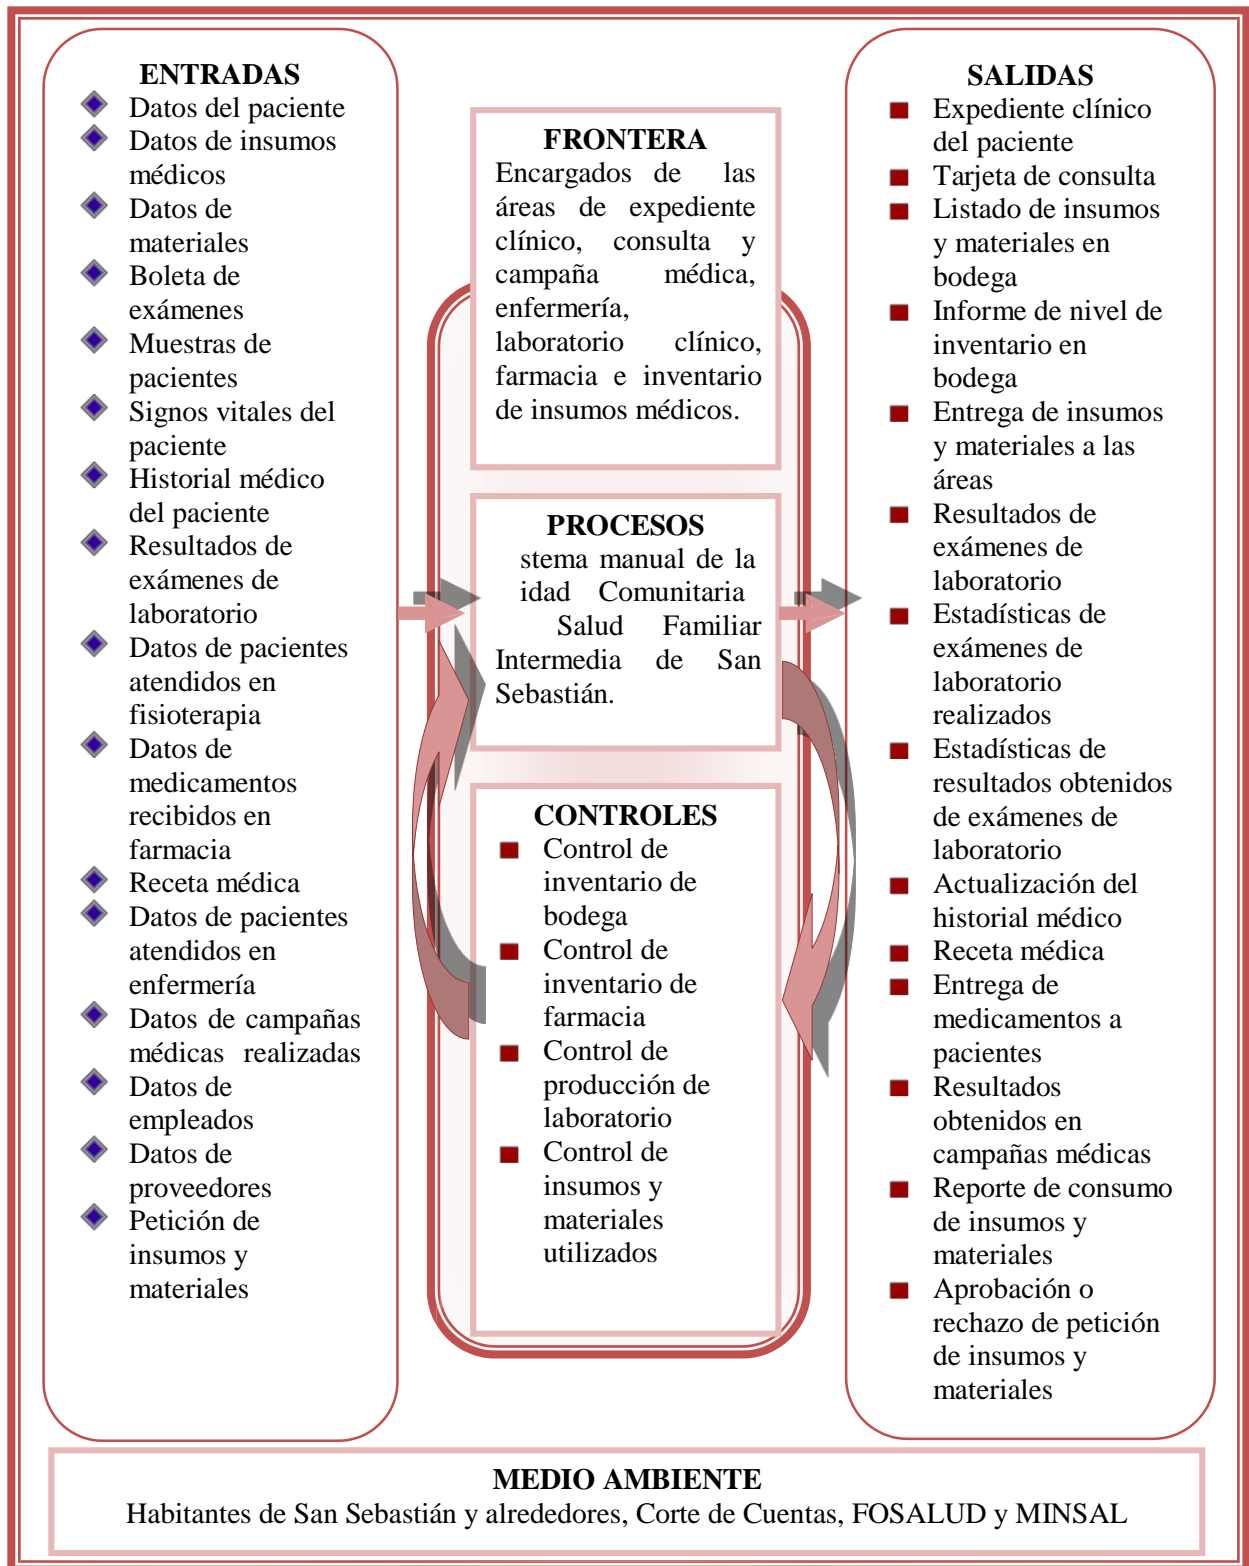 ENTRADAS
Datos del paciente
Datos de insumos
médicos
Datos de
materiales
Boleta de
exámenes
Muestras de
pacientes
Signos vitales del
paciente
Historial médico
del paciente
Resultados de
exámenes de
laboratorio
Datos de pacientes
atendidos en
fisioterapia
Datos de
medicamentos
recibidos en
farmacia
Receta médica
Datos de pacientes
atendidos en
enfermería
Datos de campañas
médicas realizadas
Datos de
empleados
Datos de
proveedores
Petición de
insumos y
materiales
FRONTERA
Encargados de las
áreas de expediente
clínico, consulta y
campaña médica,
enfermería,
laboratorio clínico,
farmacia e inventario
de insumos médicos.
PROCESOS
stema manual de la
idad Comunitaria
Salud Familiar
Intermedia de San
Sebastián.
CONTROLES
Control de
inventario de
bodega
Control de
inventario de
farmacia
Control de
producción de
laboratorio
Control de
insumos y
materiales
utilizados
SALIDAS
Expediente clínico
del paciente
Tarjeta de consulta
Listado de insumos
y materiales en
bodega
Informe de nivel de
inventario en
bodega
Entrega de insumos
y materiales a las
áreas
Resultados de
exámenes de
laboratorio
Estadísticas de
exámenes de
laboratorio
realizados
Estadísticas de
resultados obtenidos
de exámenes de
laboratorio
Actualización del
historial médico
Receta médica
Entrega de
medicamentos a
pacientes
Resultados
obtenidos en
campañas médicas
Reporte de consumo
de insumos y
materiales
Aprobación o
rechazo de petición
de insumos y
materiales
MEDIO AMBIENTE
Habitantes de San Sebastián y alrededores, Corte de Cuentas, FOSALUD y MINSAL